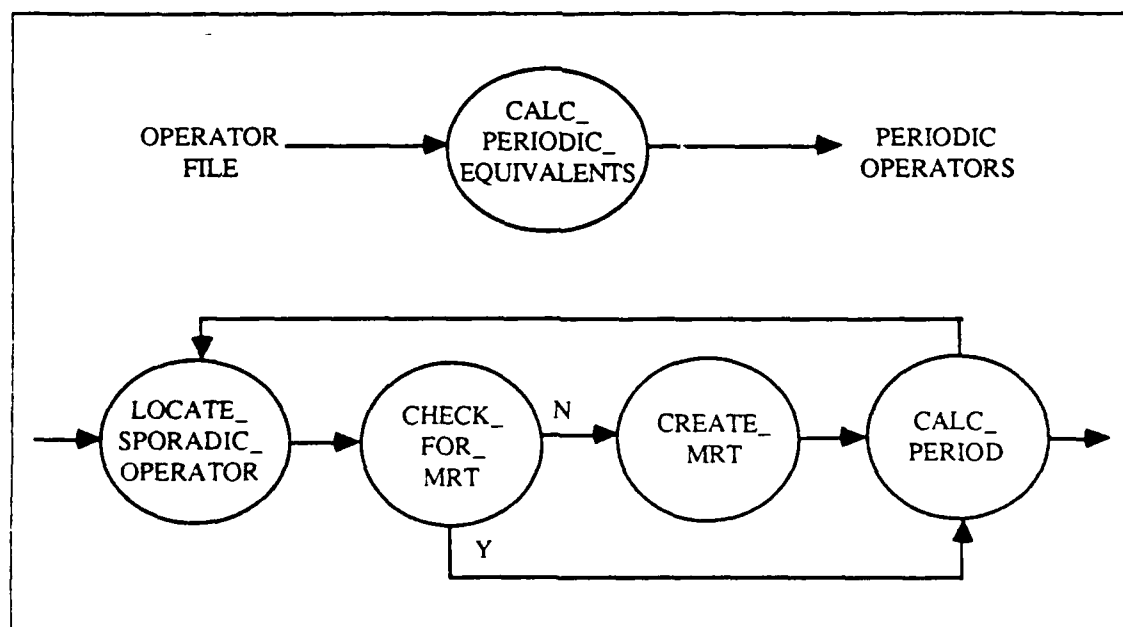 OPERATOR
FILE
CALC_
PERIODIC_
EQUIVALENTS
PERIODIC
OPERATORS
LOCATE_
SPORADIC_
OPERATOR
CHECK_
FOR_
MRT
N
Y
CREATE_
MRT
CALC_
PERIOD